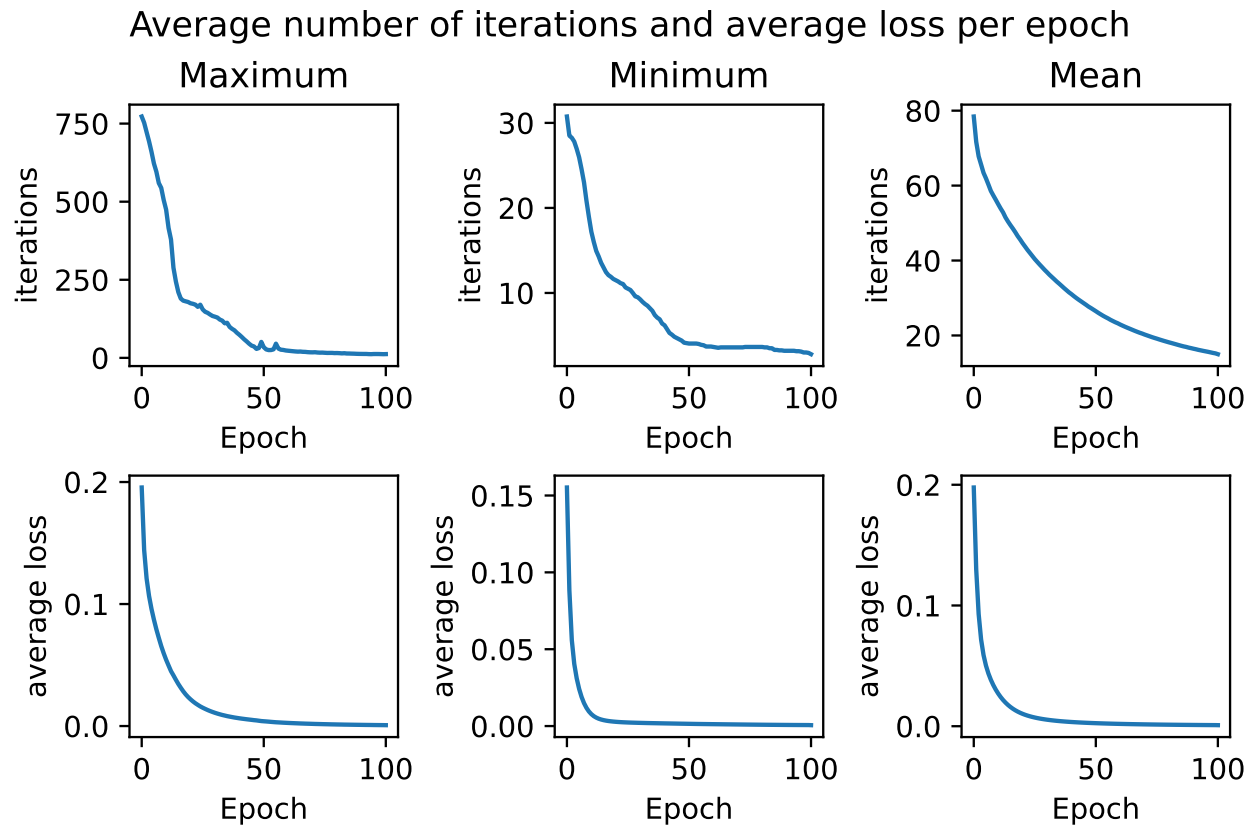 Average number of iterations and average loss per epoch
Maximum
Minimum
Mean
iterations
750
500
250
0
0 50 100
Epoch
iterations
30
20
10
0 50 100
Epoch
iterations
80
60
40
20
0 50 100
Epoch
average loss
0.2
0.1
0.0
0 50 100
Epoch
average loss
0.15
0.10
0.05
0.00
0 50 100
Epoch
average loss
0.2
0.1
0.0
0 50 100
Epoch